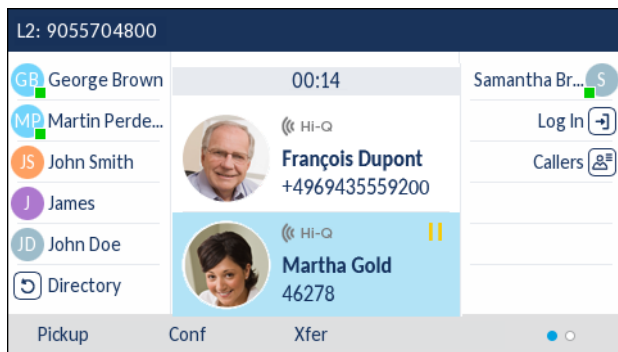 L2: 9055704800
GB George Brown
MP Martin Perde...
JS John Smith
J James
JD John Doe
Directory
00:14
Hi-Q
François Dupont
+4969435559200
Hi-Q
Martha Gold
46278
Samantha Br... S
Log In
Callers
Pickup Conf Xfer